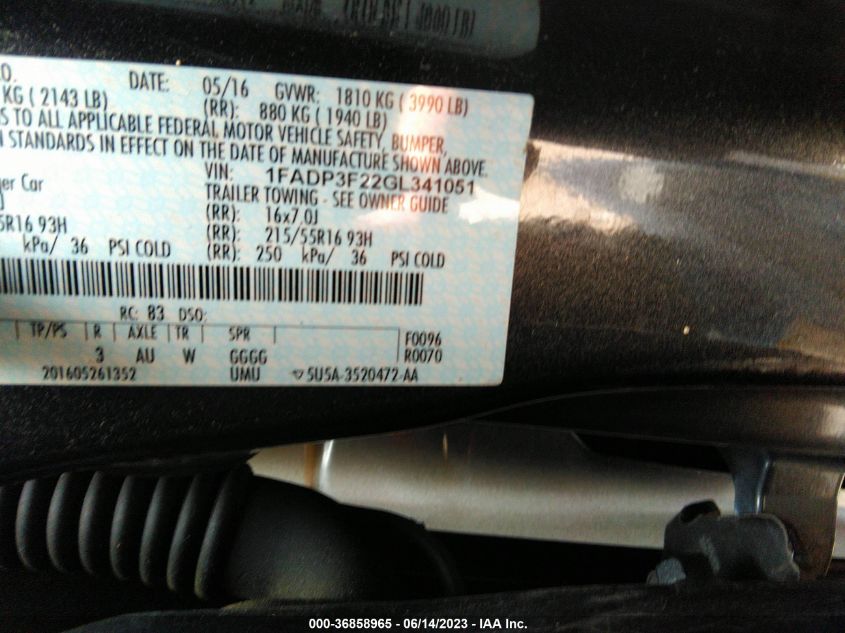 O. DATE: 05/16 GVWR: 1810 KG ( 3990 LB)
KG ( 2143 LB) (RR): 880 KG ( 1940 LB)
S TO ALL APPLICABLE FEDERAL MOTOR VEHICLE SAFETY, BUMPER,
STANDARDS IN EFFECT ON THE DATE OF MANUFACTURE SHOWN ABOVE.
VIN: 1FADP3F22GL341051
ger Car TRAILER TOWING - SEE OWNER GUIDE
(RR): 16x7.0J
5R16 93H (RR): 215/55R16 93H
kPa/ 36 PSI COLD (RR): 250 kPa/ 36 PSI COLD
RC: 83 DSO:
TP/PS R AXLE TR SPR F0096
3 AU W GGGG R0070
201605261352 UMU 5U5A-3520472-AA
000-36858965 - 06/14/2023 - IAA Inc.